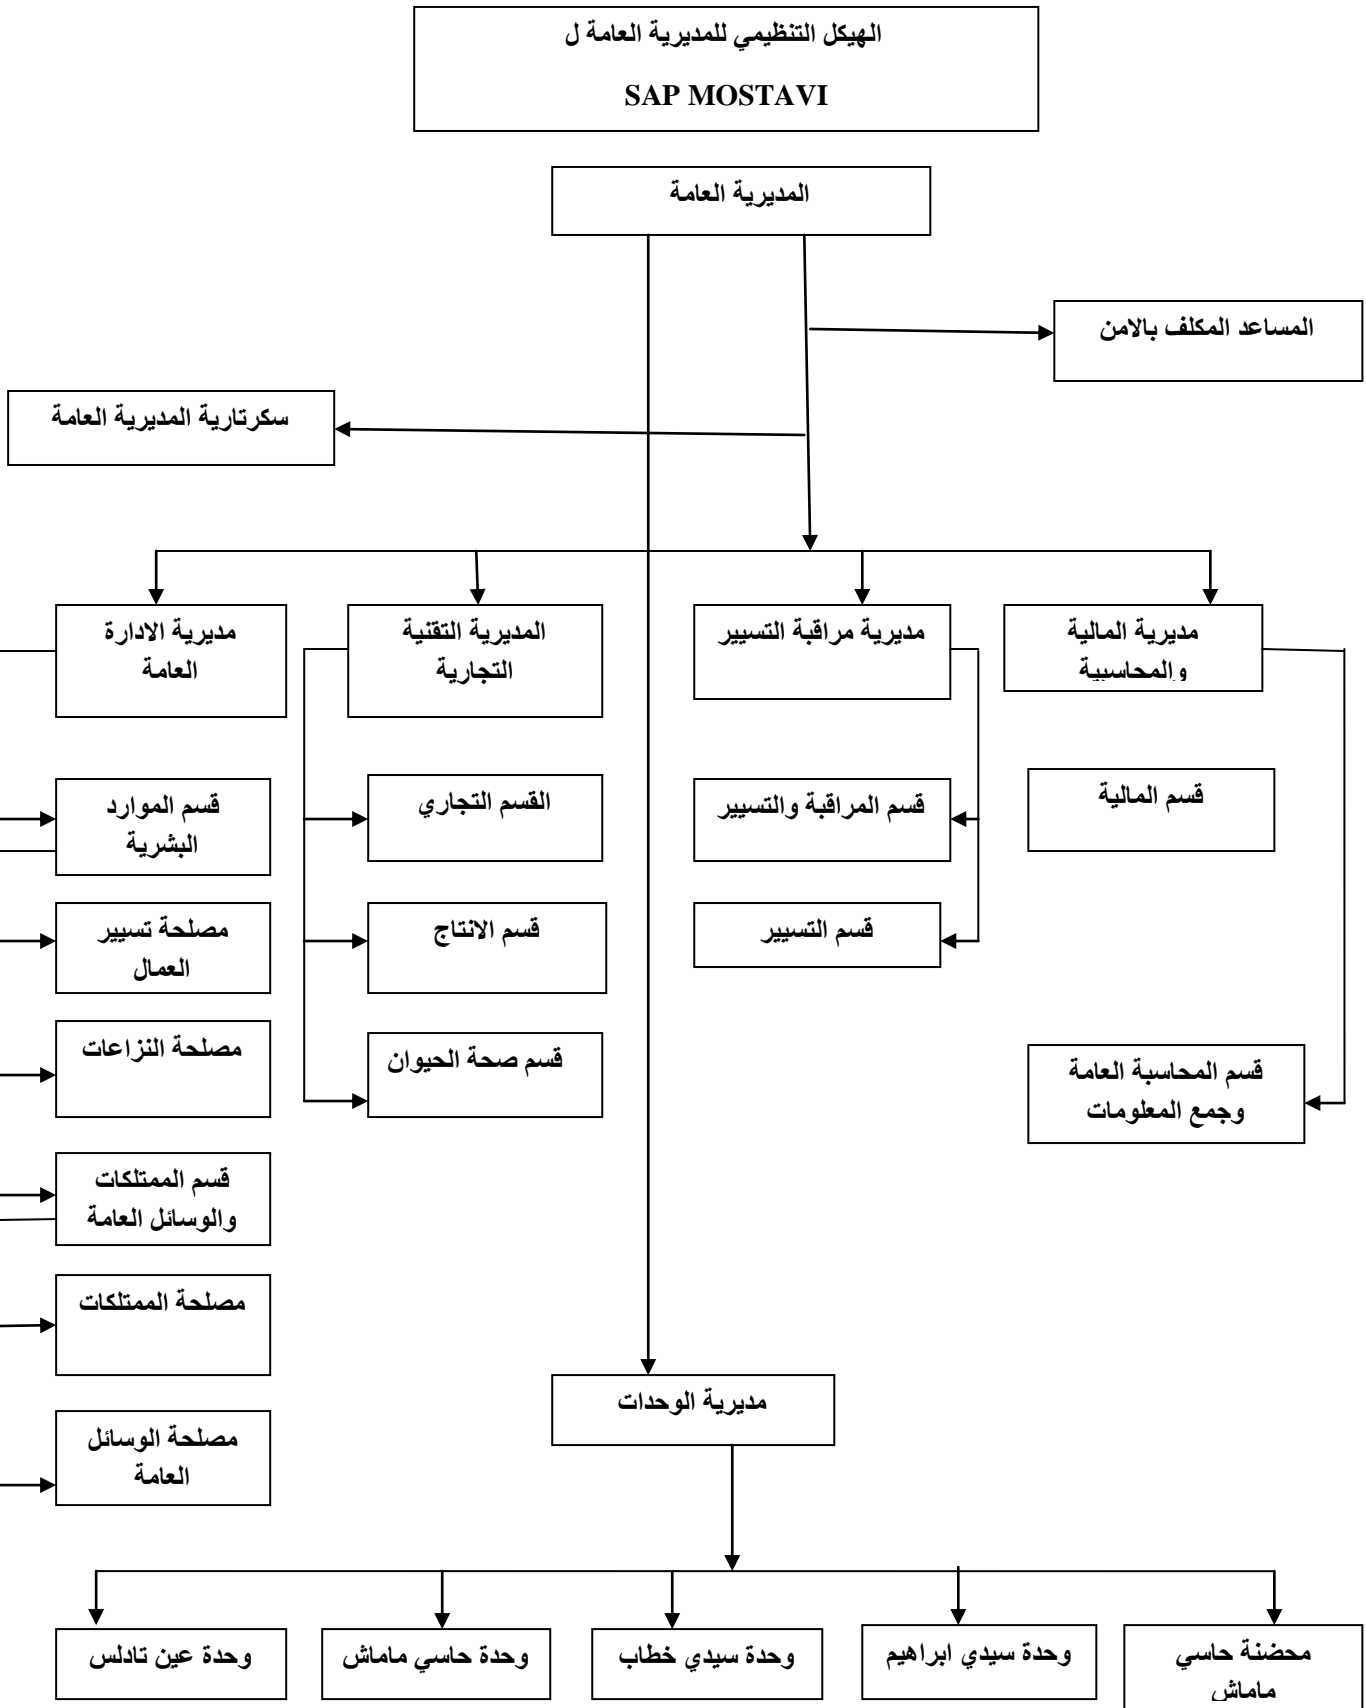 الهيكل التنظيمي للمديرية العامة ل
SAP MOSTAVI
المديرية العامة
المساعد المكلف بالامن
سكرتارية المديرية العامة
مديرية المالية
والمحاسبية
مديرية مراقبة التسيير
المديرية التقنية
التجارية
مديرية الادارة
العامة
قسم المالية
قسم المراقبة والتسيير
القسم التجاري
قسم الموارد
البشرية
قسم التسيير
قسم الانتاج
مصلحة تسيير
العمال
قسم المحاسبة العامة
وجمع المعلومات
قسم صحة الحيوان
مصلحة النزاعات
قسم الممتلكات
والوسائل العامة
مصلحة الممتلكات
مديرية الوحدات
مصلحة الوسائل
العامة
محضنة حاسي
ماماش
وحدة سيدي ابراهيم
وحدة سيدي خطاب
وحدة حاسي ماماش
وحدة عين تادلس